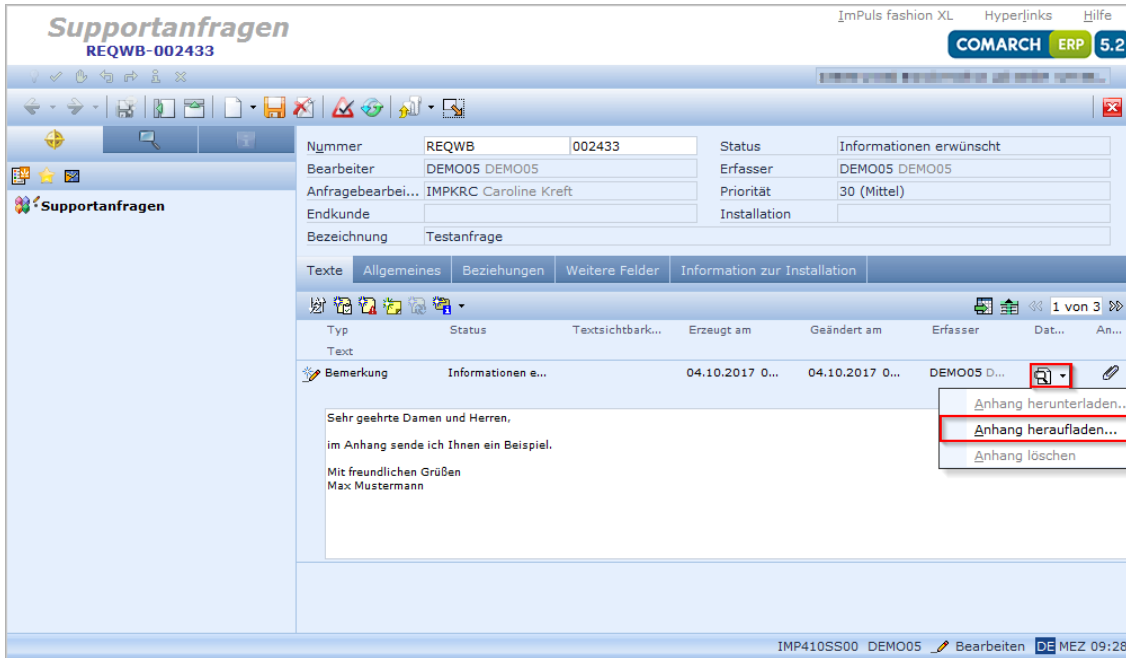 Supportanfragen
REQWB-002433
ImPuls fashion XL Hyperlinks Hilfe
COMARCH ERP 5.2
Nummer REQWB 002433 Status Informationen erwünscht
Bearbeiter DEMO05 DEMO05 Erfasser DEMO05 DEMO05
Anfragebearbei... IMPKRC Caroline Kreft Priorität 30 (Mittel)
Supportanfragen
Endkunde Installation
Bezeichnung Testanfrage
Texte Allgemeines Beziehungen Weitere Felder Information zur Installation
1 von 3
Typ Status Textsichtbark... Erzeugt am Geändert am Erfasser Dat... An...
Text
Bemerkung Informationen e... 04.10.2017 0... 04.10.2017 0... DEMO05 D...
Anhang herunterladen..
Anhang heraufladen...
Anhang löschen
Sehr geehrte Damen und Herren,
im Anhang sende ich Ihnen ein Beispiel.
Mit freundlichen Grüßen
Max Mustermann
IMP410SS00 DEMO05 Bearbeiten DE MEZ 09:28